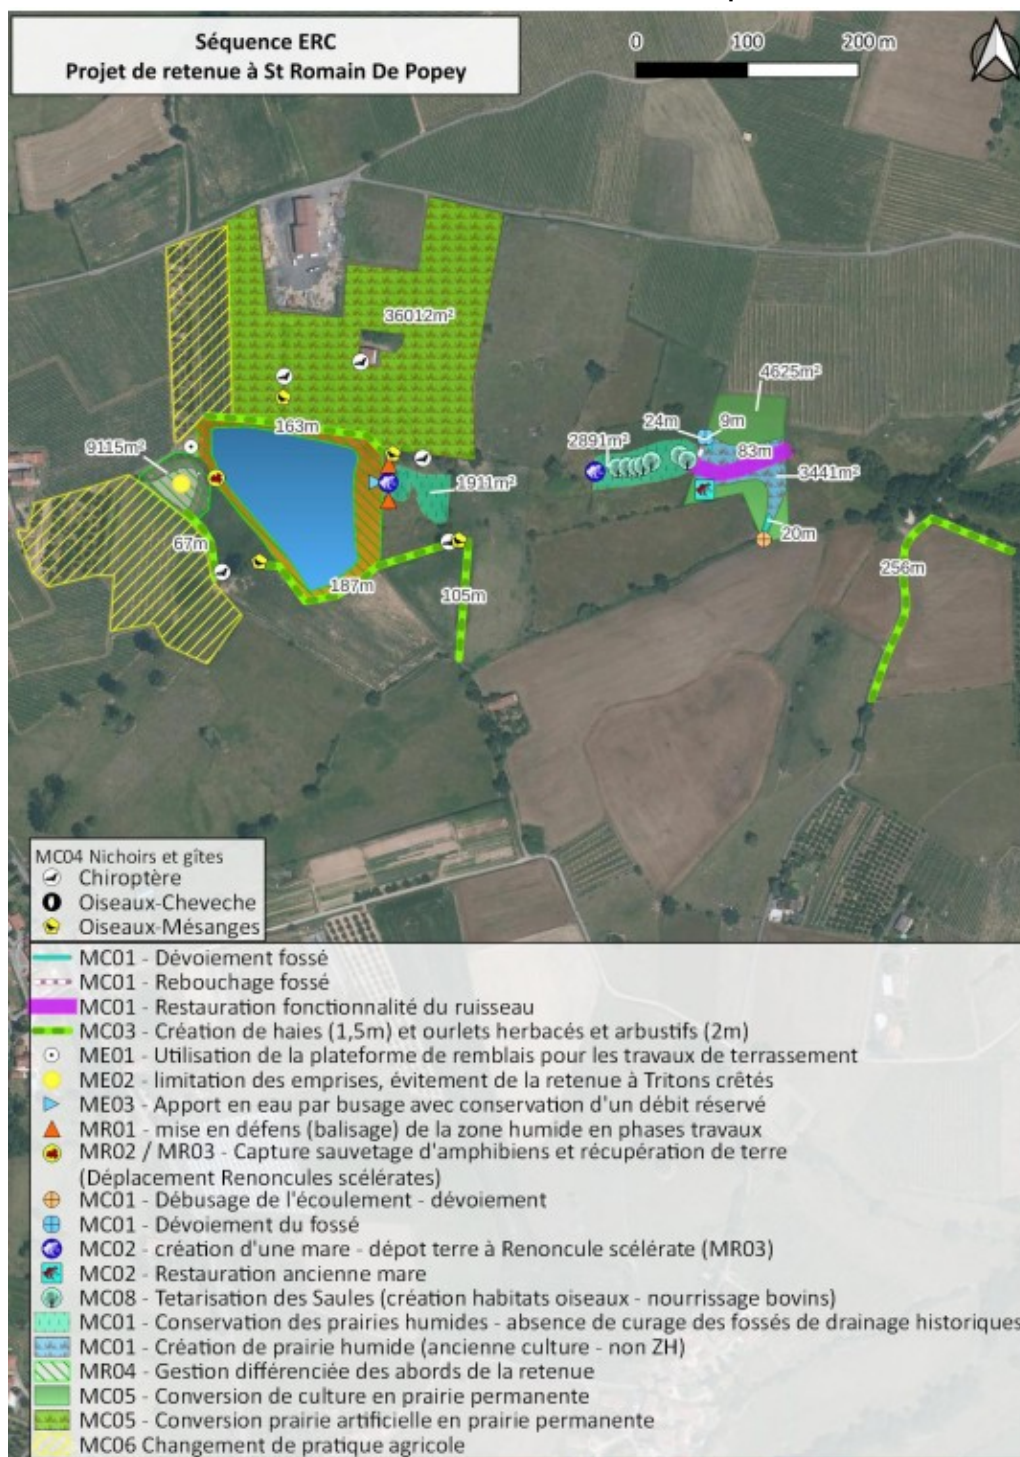 Séquence ERC
Projet de retenue à St Romain De Popey
0 100 200 m
36012m²
4625m²
163m
24m
9m
2891m²
83m
9115m²
3441m²
1911m²
67m
20m
187m
105m
256m
MC04 Nichoirs et gîtes
Chiroptère
Oiseaux-Cheveche
Oiseaux-Mésanges
MC01 - Dévoiement fossé
MC01 - Rebouchage fossé
MC01 - Restauration fonctionnalité du ruisseau
MC03 - Création de haies (1,5m) et ourlets herbacés et arbustifs (2m)
ME01 - Utilisation de la plateforme de remblais pour les travaux de terrassement
ME02 - limitation des emprises, évitement de la retenue à Tritons crêtés
ME03 - Apport en eau par busage avec conservation d'un débit réservé
MR01 - mise en défens (balisage) de la zone humide en phases travaux
MR02 / MR03 - Capture sauvetage d'amphibiens et récupération de terre
(Déplacement Renoncules scélérates)
MC01 - Débusage de l'écoulement - dévoiement
MC01 - Dévoiement du fossé
MC02 - création d'une mare - dépot terre à Renoncule scélérate (MR03)
MC02 - Restauration ancienne mare
MC08 - Tetarisation des Saules (création habitats oiseaux - nourrissage bovins)
MC01 - Conservation des prairies humides - absence de curage des fossés de drainage historiques
MC01 - Création de prairie humide (ancienne culture - non ZH)
MR04 - Gestion différenciée des abords de la retenue
MC05 - Conversion de culture en prairie permanente
MC05 - Conversion prairie artificielle en prairie permanente
MC06 Changement de pratique agricole